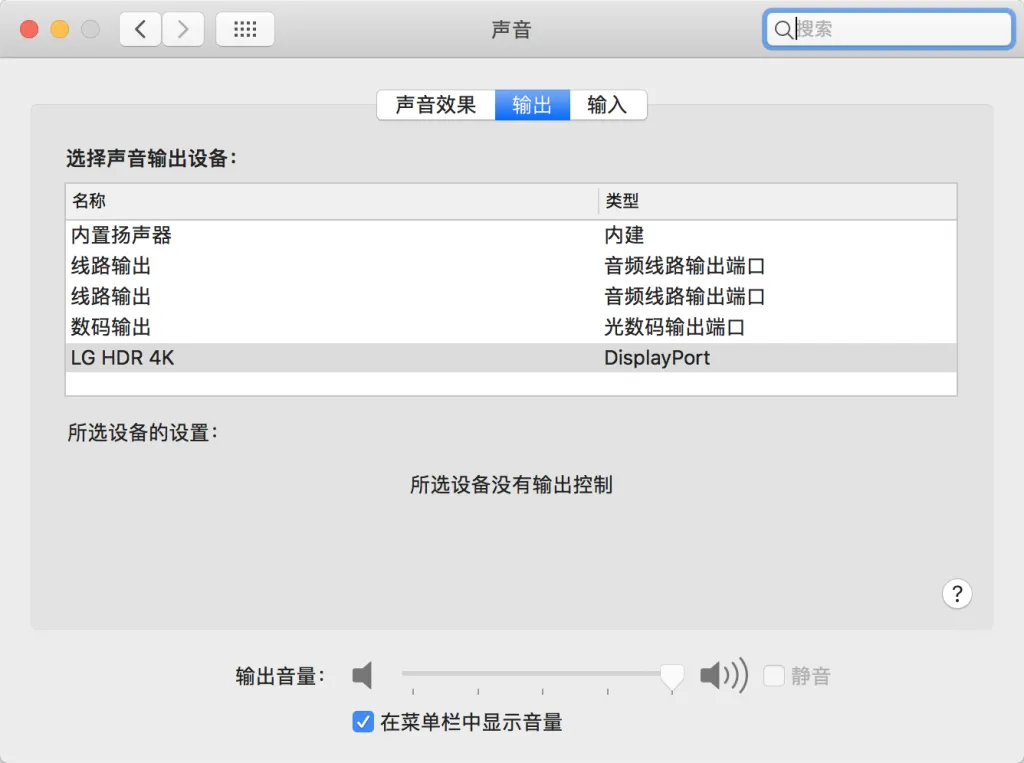 声音
搜索
声音效果 输出 输入
选择声音输出设备：
名称 类型
内置扬声器 内建
线路输出 音频线路输出端口
线路输出 音频线路输出端口
数码输出 光数码输出端口
LG HDR 4K DisplayPort
所选设备的设置：
所选设备没有输出控制
?
输出音量： 静音
在菜单栏中显示音量